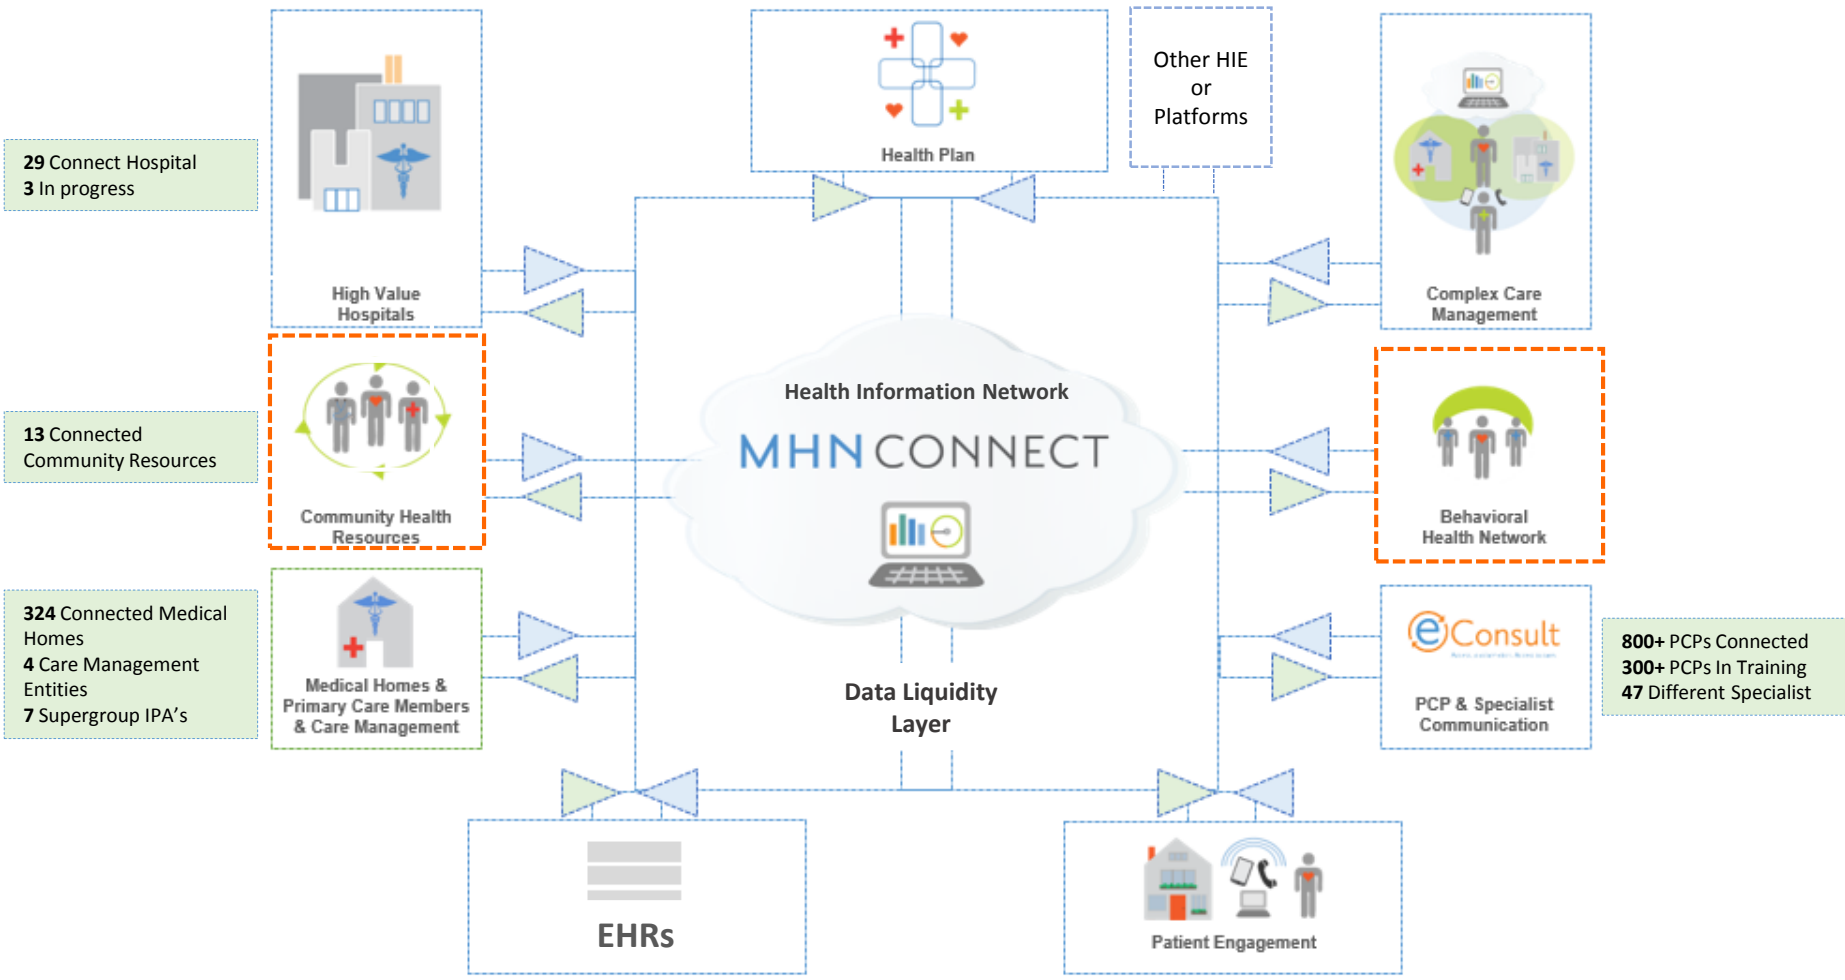 Other HIE
or
Platforms
Health Plan
29 Connect Hospital
3 In progress
High Value
Hospitals
Complex Care
Management
Health Information Network
MHN CONNECT
13 Connected
Community Resources
Community Health
Resources
Behavioral
Health Network
324 Connected Medical
Homes
4 Care Management
Entities
7 Supergroup IPA's
Medical Homes &
Primary Care Members
& Care Management
Data Liquidity
Layer
eConsult
PCP & Specialist
Communication
800+ PCPs Connected
300+ PCPs In Training
47 Different Specialist
EHRs
Patient Engagement